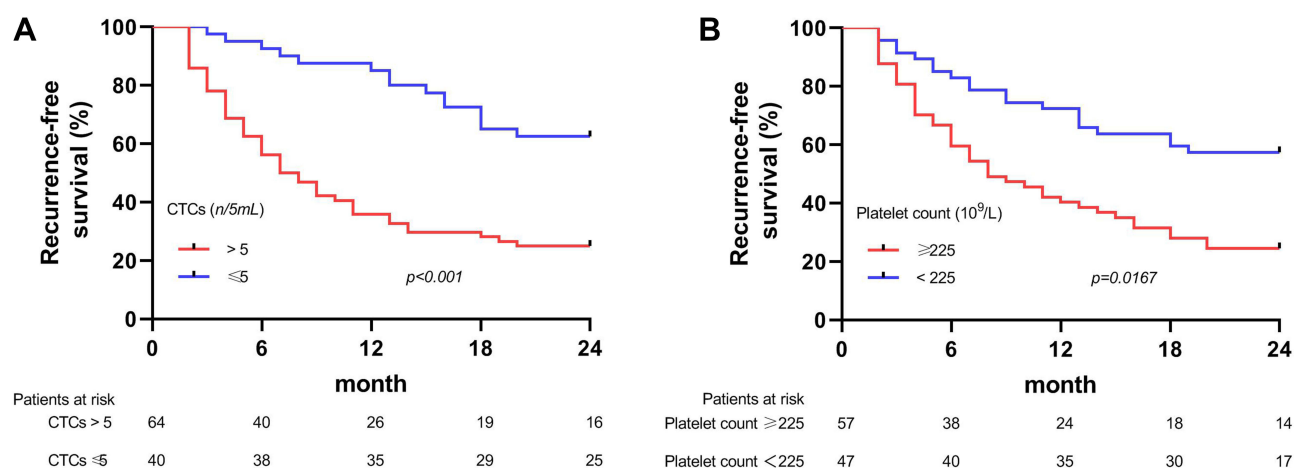 A
Recurrence-free
survival (%)
100
80
60
40
20
0
CTCs (n/5mL)
> 5
⩽5
p<0.001
0 6 12 18 24
month
Patients at risk
CTCs > 5 64 40 26 19 16
CTCs ⩽5 40 38 35 29 25
B
Recurrence-free
survival (%)
100
80
60
40
20
0
Platelet count (10⁹/L)
⩾225
< 225
p=0.0167
0 6 12 18 24
month
Patients at risk
Platelet count ⩾225 57 38 24 18 14
Platelet count <225 47 40 35 30 17